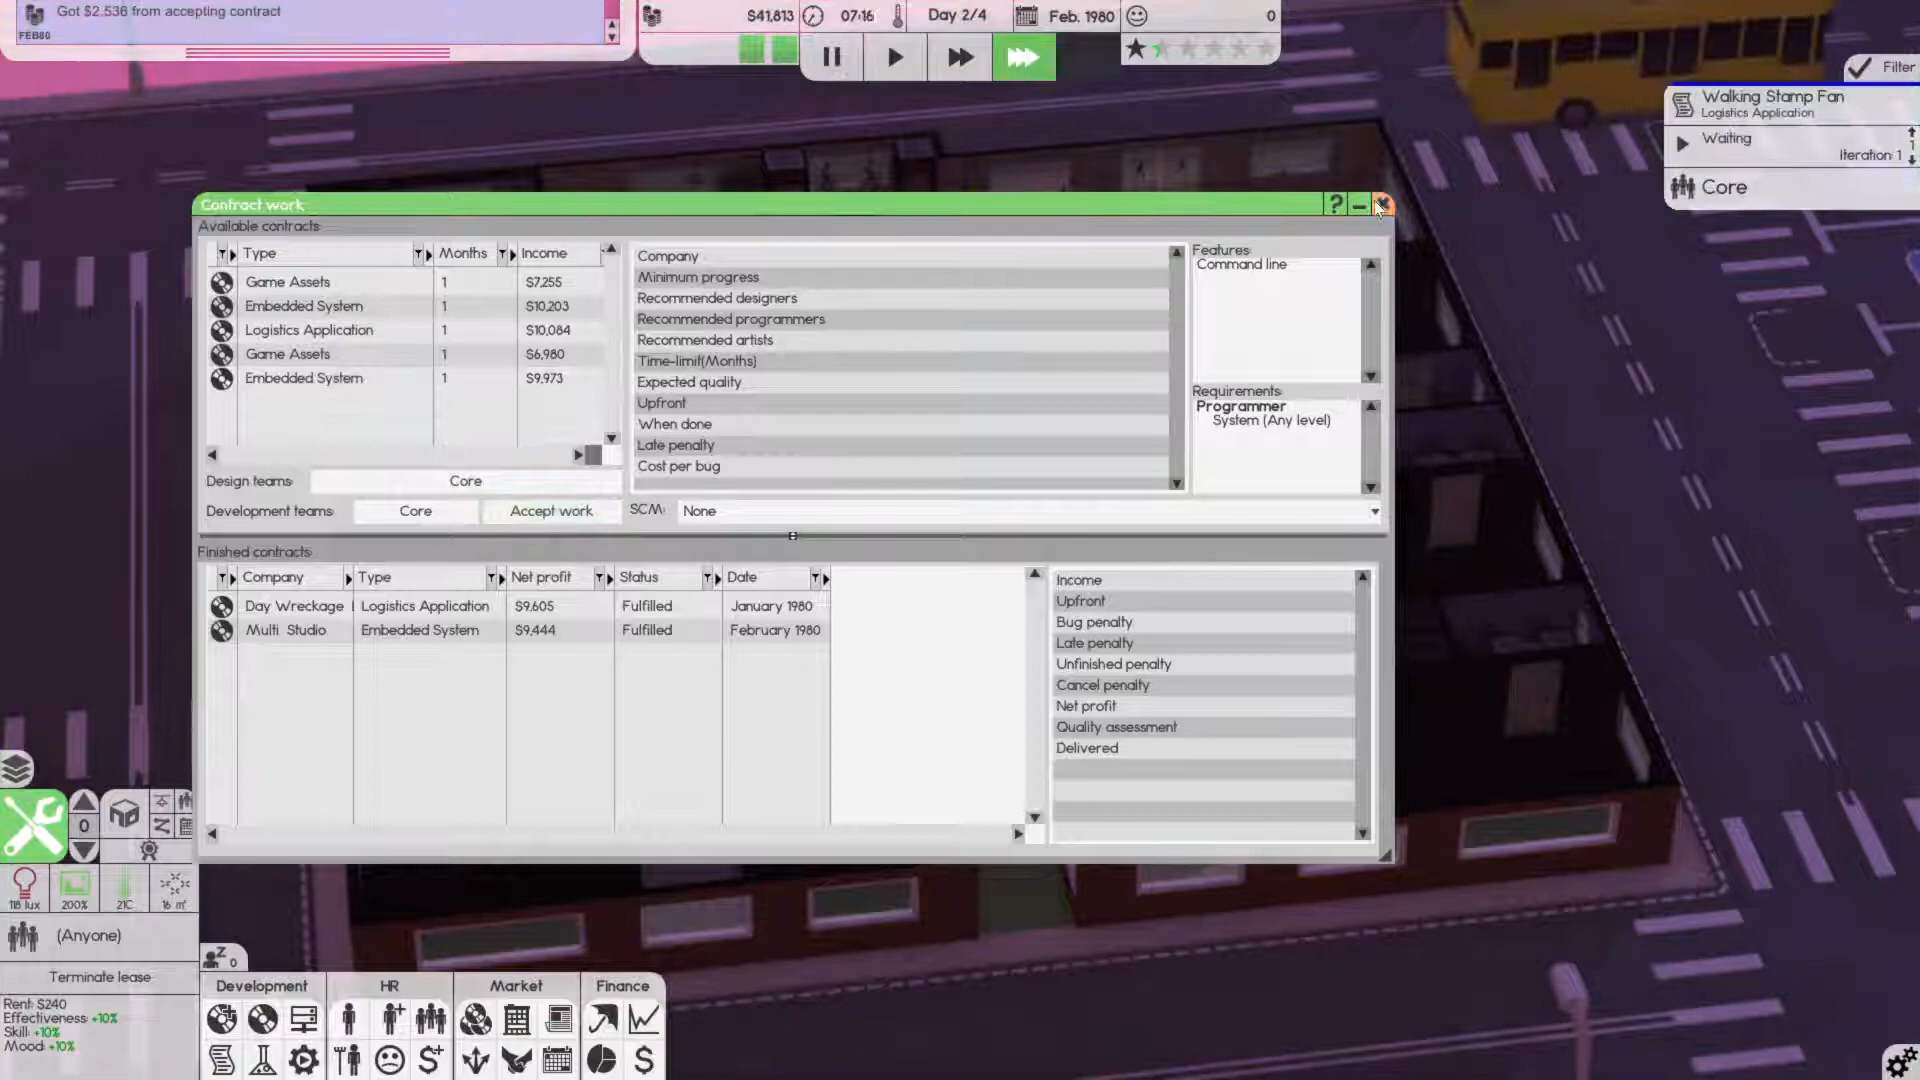 Got $2,536 from accepting contract
FEB80
$41,813
07:16
Day 2/4
Feb. 1980
0
Filter
Walking Stamp Fan
Logistics Application
Waiting
1
Iteration: 1
Core
Contract work
?
Available contracts:
Type Months Income
Game Assets 1 $7,255
Embedded System 1 $10,203
Logistics Application 1 $10,084
Game Assets 1 $6,980
Embedded System 1 $9,973
Company
Minimum progress
Recommended designers
Recommended programmers
Recommended artists
Time-limit(Months)
Expected quality
Upfront
When done
Late penalty
Cost per bug
Features:
Command line
Requirements:
Programmer
System (Any level)
Design teams: Core
Development teams: Core Accept work SCM: None
Finished contracts:
Company Type Net profit Status Date
Day Wreckage Logistics Application $9,605 Fulfilled January 1980
Multi. Studio Embedded System $9,444 Fulfilled February 1980
Income
Upfront
Bug penalty
Late penalty
Unfinished penalty
Cancel penalty
Net profit
Quality assessment
Delivered
0
118 lux 200% 21C 16 m²
(Anyone)
Terminate lease
Rent: $240
Effectiveness: +10%
Skill: +10%
Mood: +10%
Z 0
Development HR Market Finance